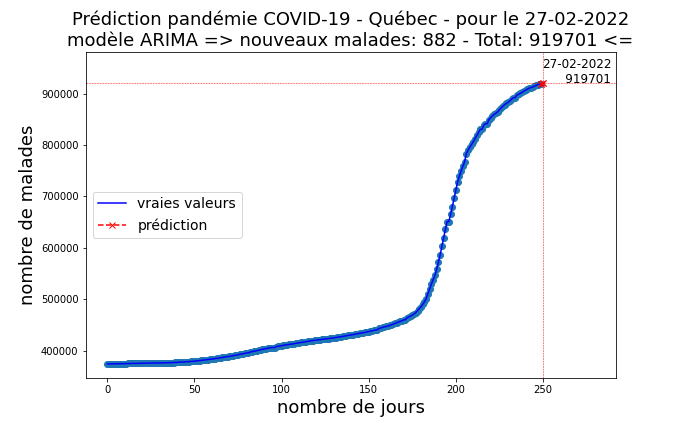 Prédiction pandémie COVID-19 - Québec - pour le 27-02-2022
modèle ARIMA => nouveaux malades: 882 - Total: 919701 <=
27-02-2022
919701
900000
800000
700000
600000
500000
400000
nombre de malades
vraies valeurs
prédiction
0 50 100 150 200 250
nombre de jours